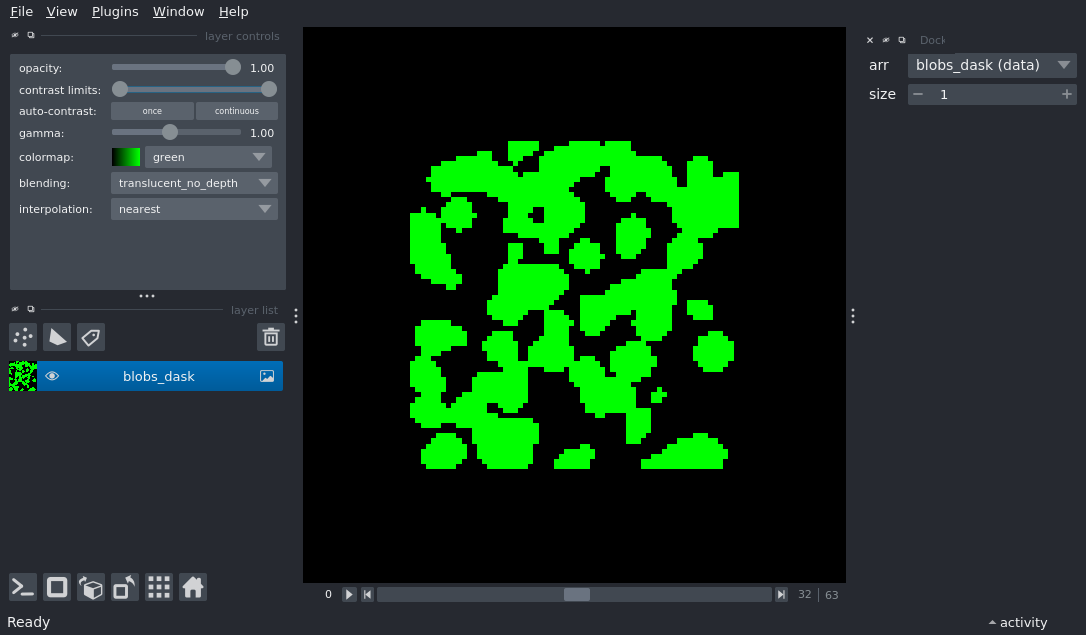 File View Plugins Window Help
layer controls
opacity: 1.00
contrast limits:
auto-contrast: once continuous
gamma: 1.00
colormap: green
blending: translucent_no_depth
interpolation: nearest
layer list
blobs_dask
0 32 63
Dock
arr blobs_dask (data)
size 1
Ready
activity